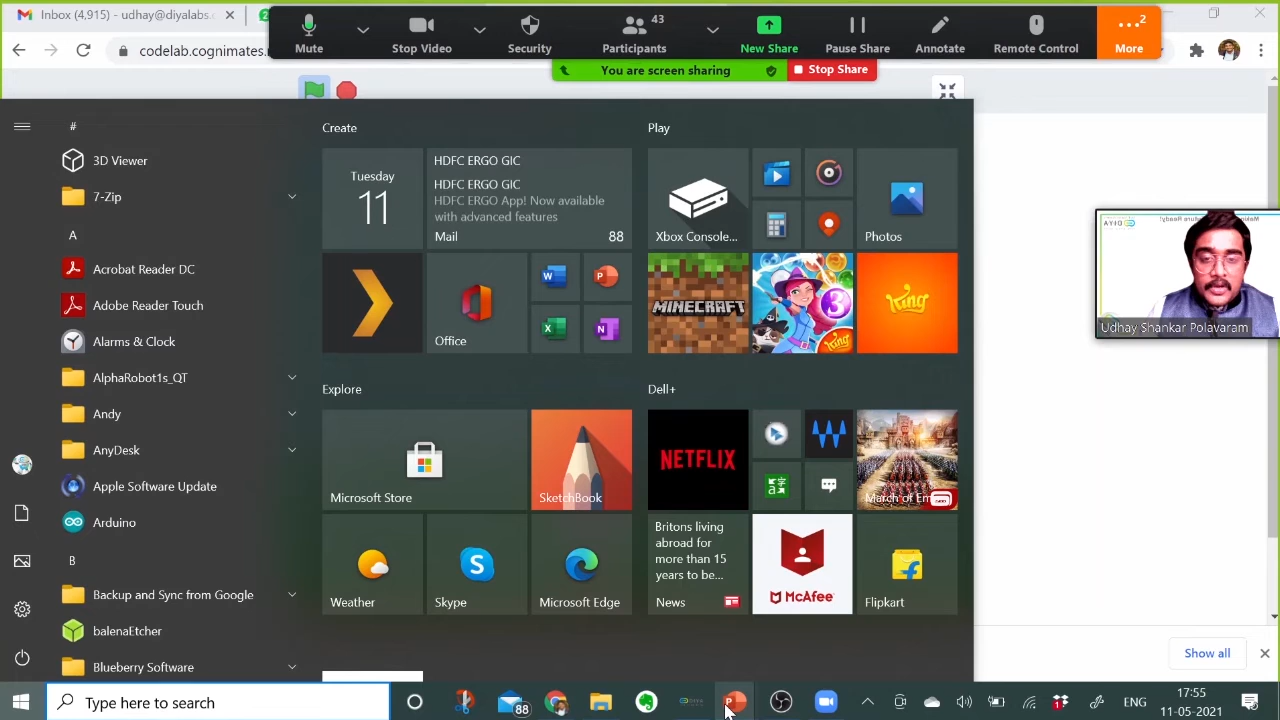 Inbox (4,915) - udhay@diyalabs.c
Mute
Stop Video
Security
43
Participants
New Share
Pause Share
Annotate
Remote Control
2
More
codelab.cognimates.
You are screen sharing
Stop Share
#
3D Viewer
7-Zip
A
Acrobat Reader DC
Adobe Reader Touch
Alarms & Clock
AlphaRobot1s_QT
Andy
AnyDesk
Apple Software Update
Arduino
B
Backup and Sync from Google
balenaEtcher
Blueberry Software
Create
Tuesday
11
HDFC ERGO GIC
HDFC ERGO GIC
HDFC ERGO App! Now available
with advanced features
Mail
88
Office
Explore
Microsoft Store
SketchBook
Weather
Skype
Microsoft Edge
Play
Xbox Console...
Photos
MINECRAFT
3
King
King
Dell+
NETFLIX
March of Em
Britons living
abroad for
more than 15
years to be...
News
McAfee
Flipkart
Udhay Shankar Polavaram
Show all
Type here to search
88
ENG
17:55
11-05-2021